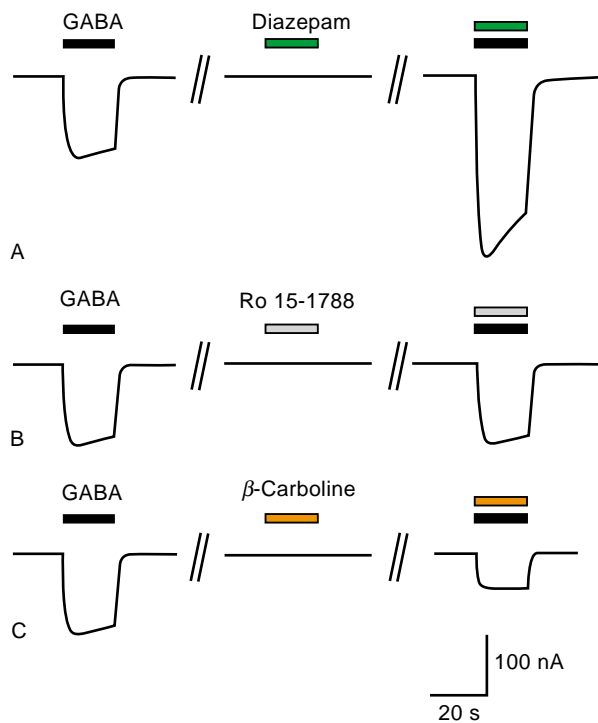 GABA Diazepam
A
GABA Ro 15-1788
B
GABA β-Carboline
C
100 nA
20 s